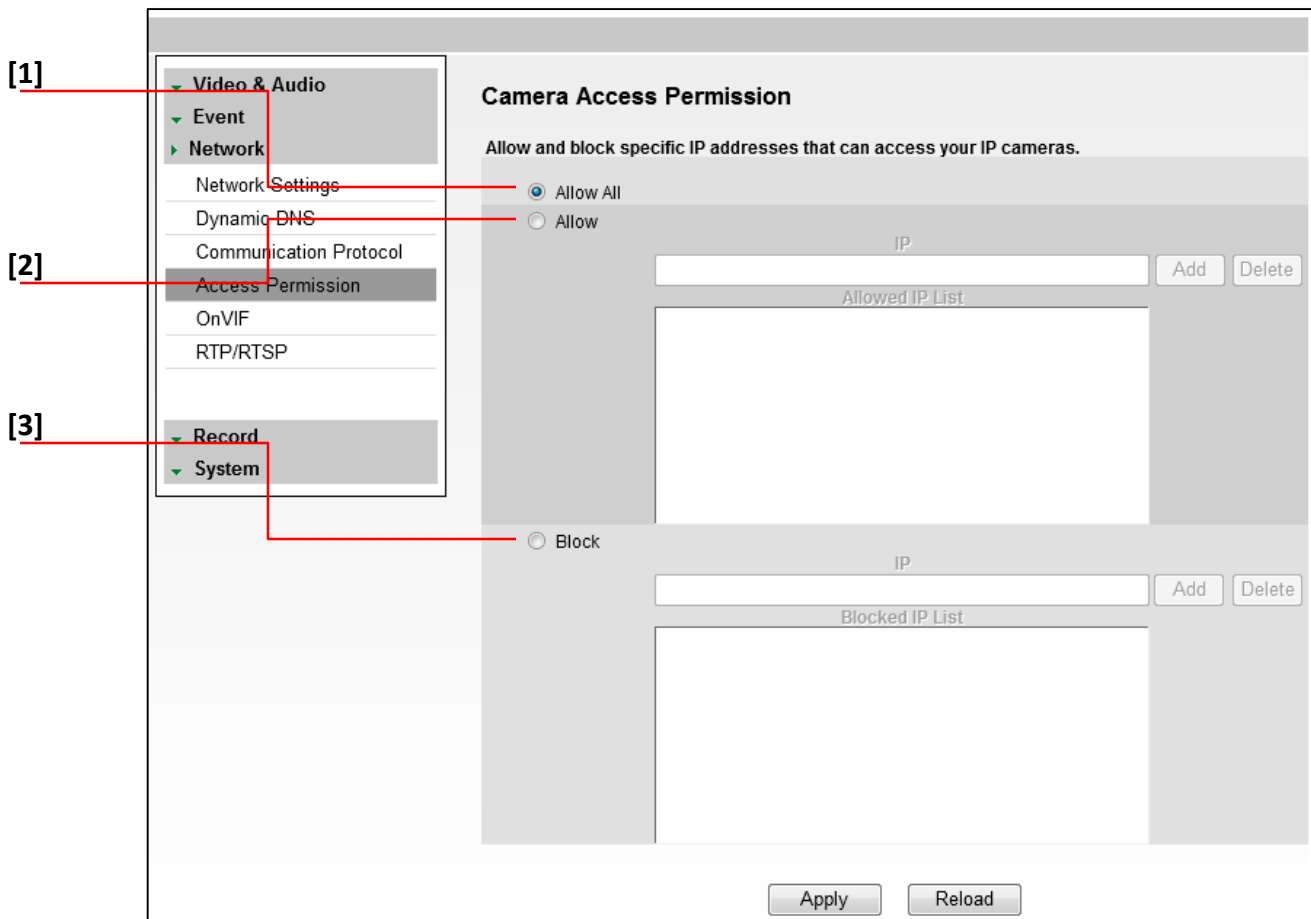 [1]
[2]
[3]
Video & Audio
Event
Network
Network Settings
Dynamic DNS
Communication Protocol
Access Permission
OnVIF
RTP/RTSP
Record
System
Camera Access Permission
Allow and block specific IP addresses that can access your IP cameras.
Allow All
Allow
IP
Add Delete
Allowed IP List
Block
IP
Add Delete
Blocked IP List
Apply Reload